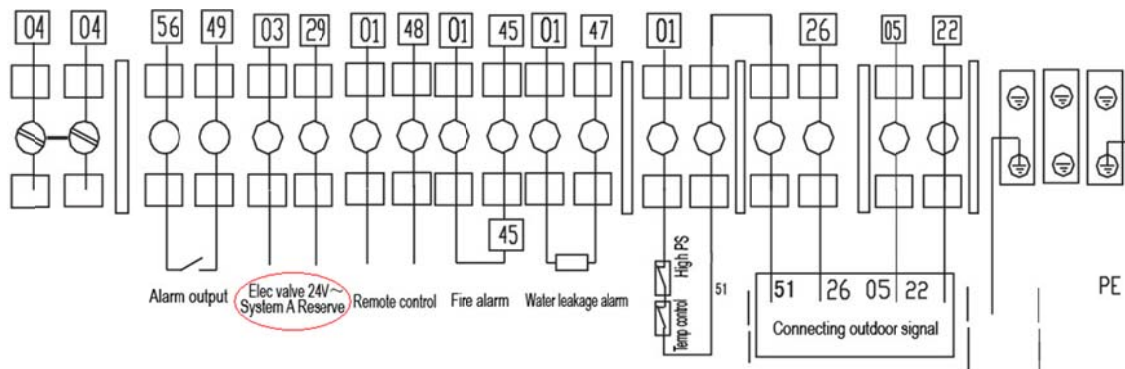 04 04 56 49 03 29 01 48 01 45 01 47 01 26 05 22
45
High PS
Temp control
51
Alarm output
Elec valve 24V~
System A Reserve
Remote control
Fire alarm
Water leakage alarm
51 26 05 22
Connecting outdoor signal
PE